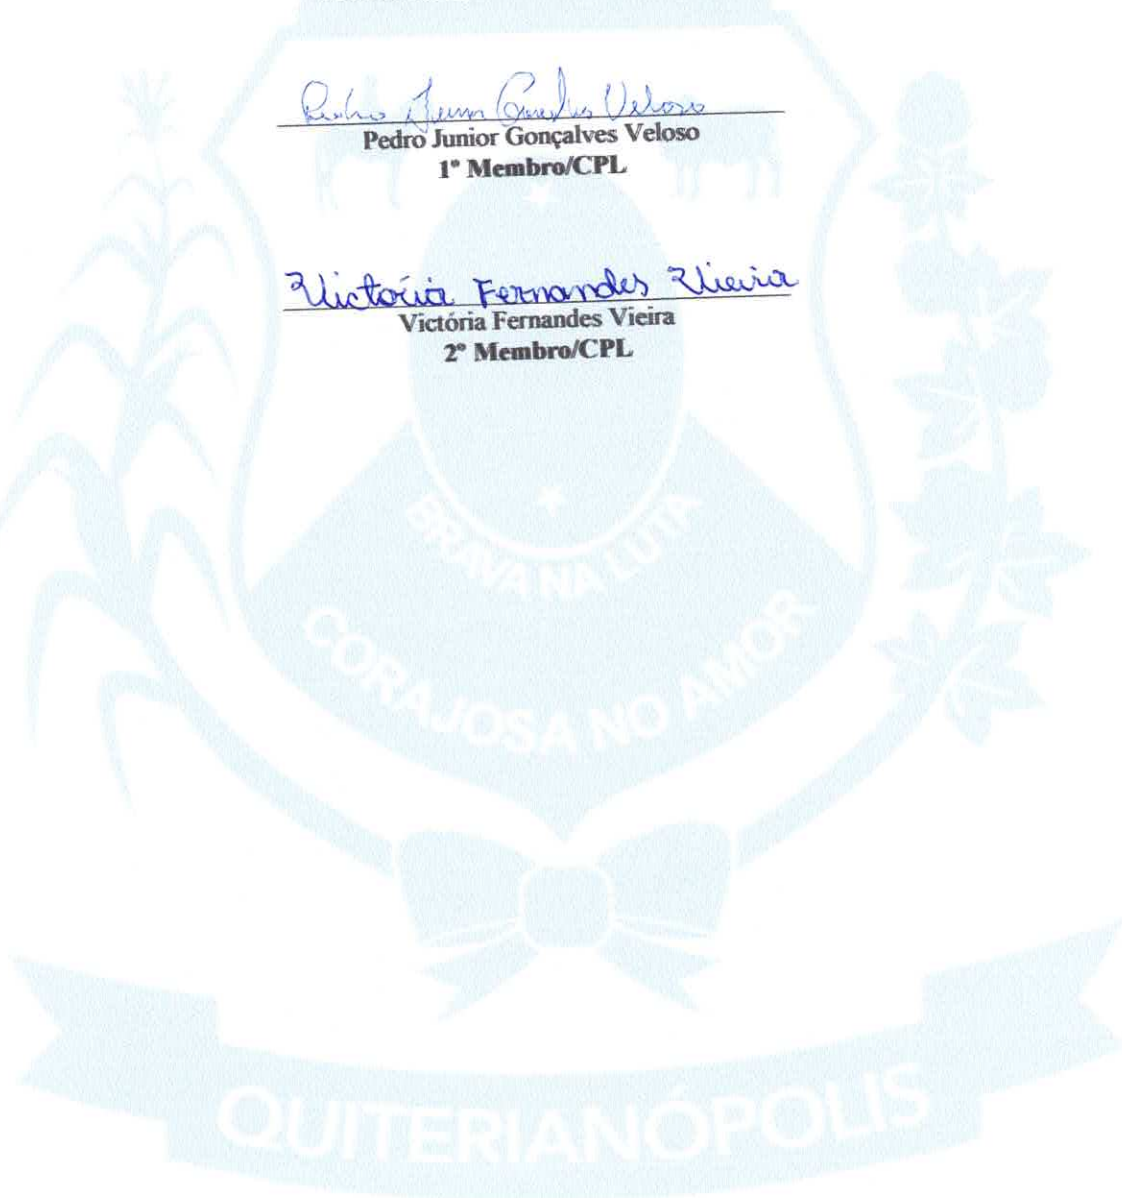 Pedro Junior Gonçalves Veloso
Pedro Junior Gonçalves Veloso
1º Membro/CPL
Victória Fernandes Vieira
Victória Fernandes Vieira
2º Membro/CPL
BRAVA NA LUTA
CORAJOSA NO AMOR
QUITERIANÓPOLIS